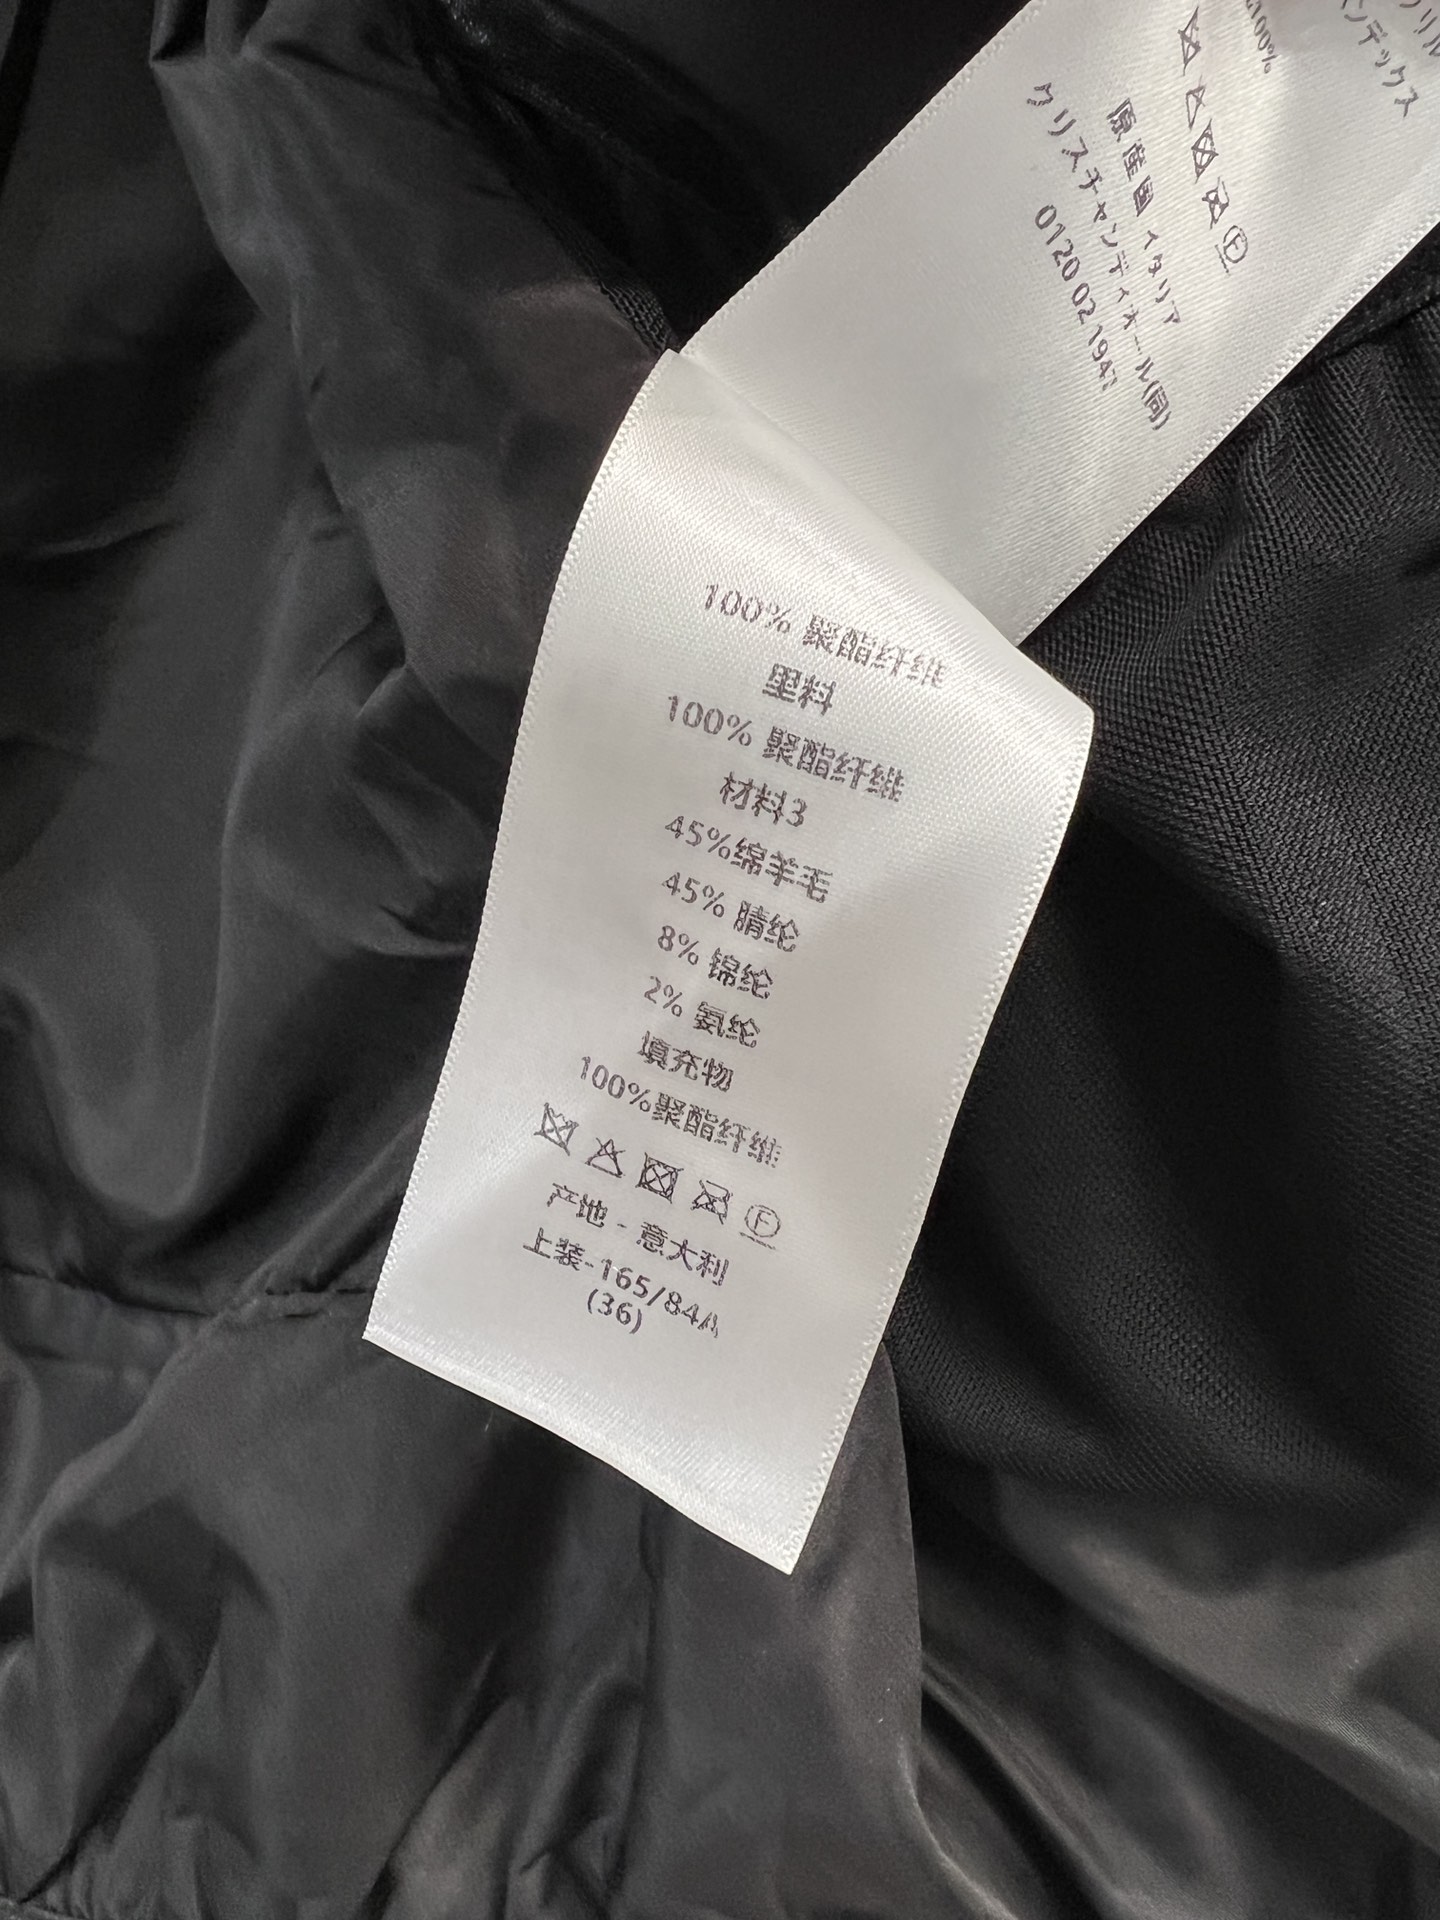 100%
原産国 イタリア
クリスチャンディオール(同)
0120 02 1947
100% 聚酯纤维
里料
100% 聚酯纤维
材料3
45%绵羊毛
45% 腈纶
8% 锦纶
2% 氨纶
填充物
100%聚酯纤维
F
产地 - 意大利
上装-165/84A
(36)